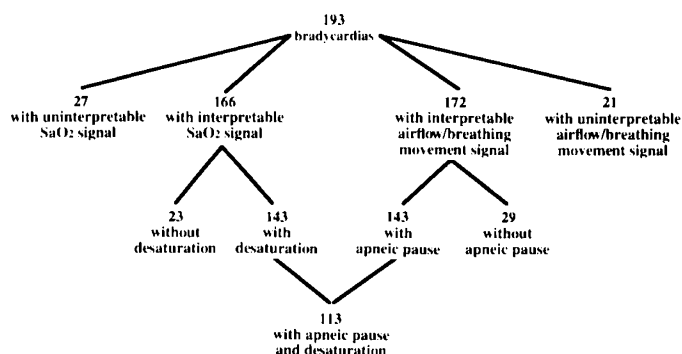 193
bradycardias
27
with uninterpretable
SaO2 signal
166
with interpretable
SaO2 signal
172
with interpretable
airflow/breathing
movement signal
21
with uninterpretable
airflow/breathing
movement signal
23
without
desaturation
143
with
desaturation
143
with
apneic pause
29
without
apneic pause
113
with apneic pause
and desaturation